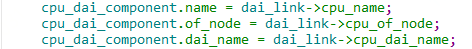 cpu_dai_component.name = dai_link->cpu_name;
cpu_dai_component.of_node = dai_link->cpu_of_node;
cpu_dai_component.dai_name = dai_link->cpu_dai_name;